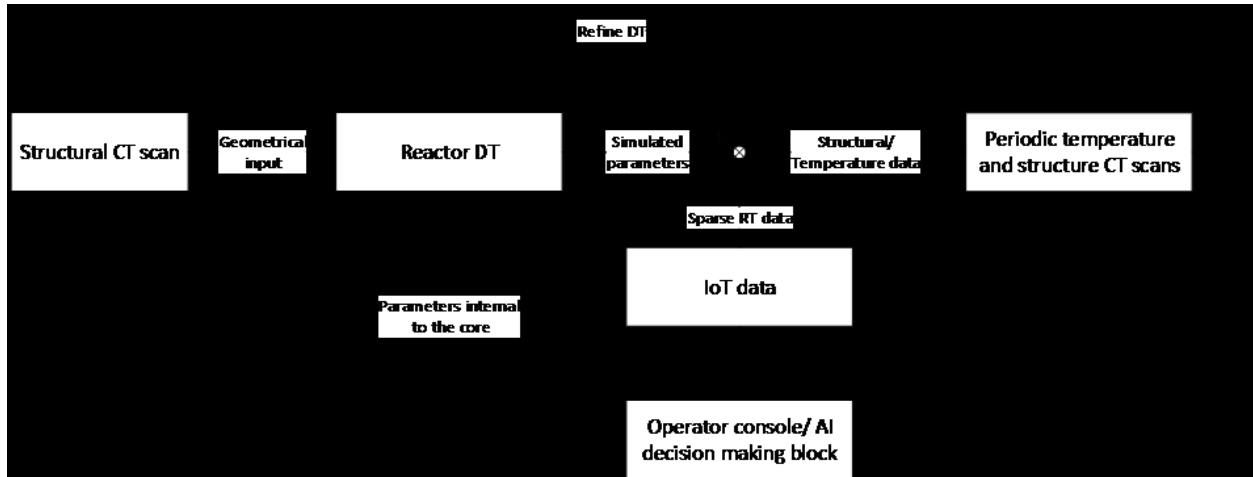 Refine DT
Structural CT scan
Geometrical
input
Reactor DT
Simulated
parameters
Structural/
Temperature data
Periodic temperature
and structure CT scans
Sparse RT data
IoT data
Parameters internal
to the core
Operator console/ AI
decision making block